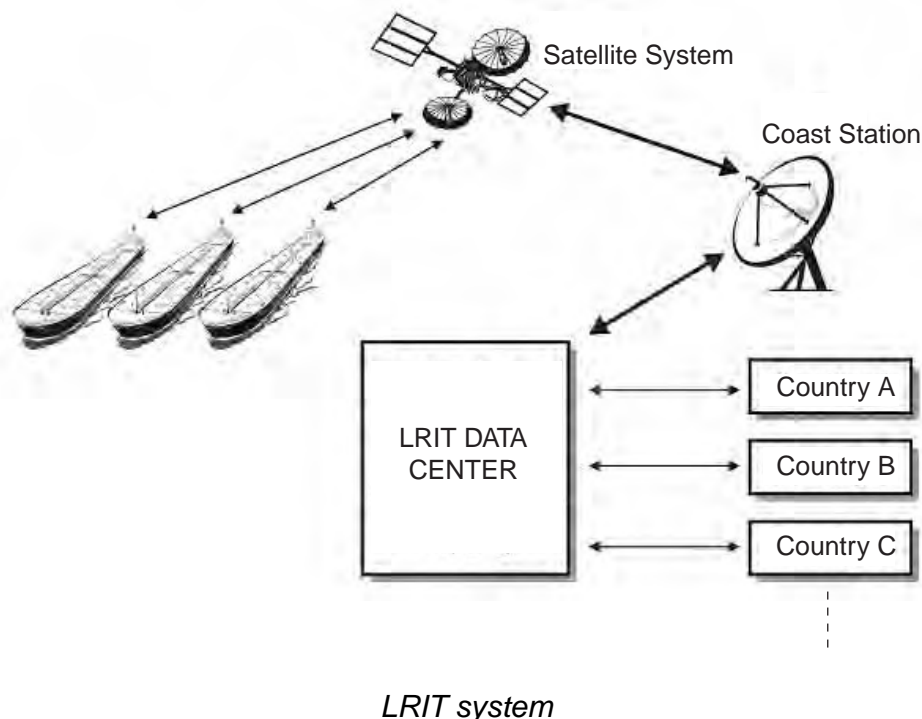 Satellite System
Coast Station
LRIT DATA
CENTER
Country A
Country B
Country C
LRIT system